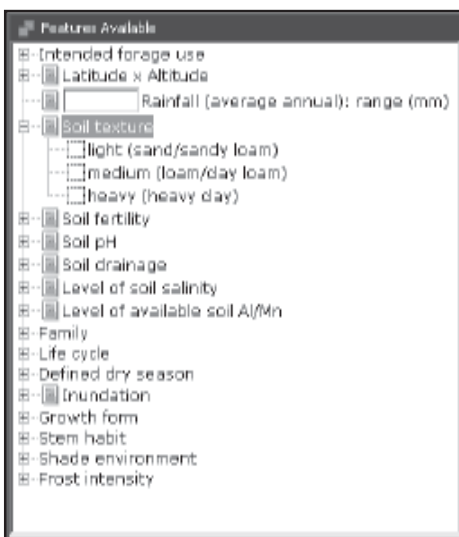 Features Available
Intended forage use
Latitude x Altitude
Rainfall (average annual): range (mm)
Soil texture
light (sand/sandy loam)
medium (loam/clay loam)
heavy (heavy clay)
Soil fertility
Soil pH
Soil drainage
Level of soil salinity
Level of available soil Al/Mn
Family
Life cycle
Defined dry season
Inundation
Growth form
Stem habit
Shade environment
Frost intensity